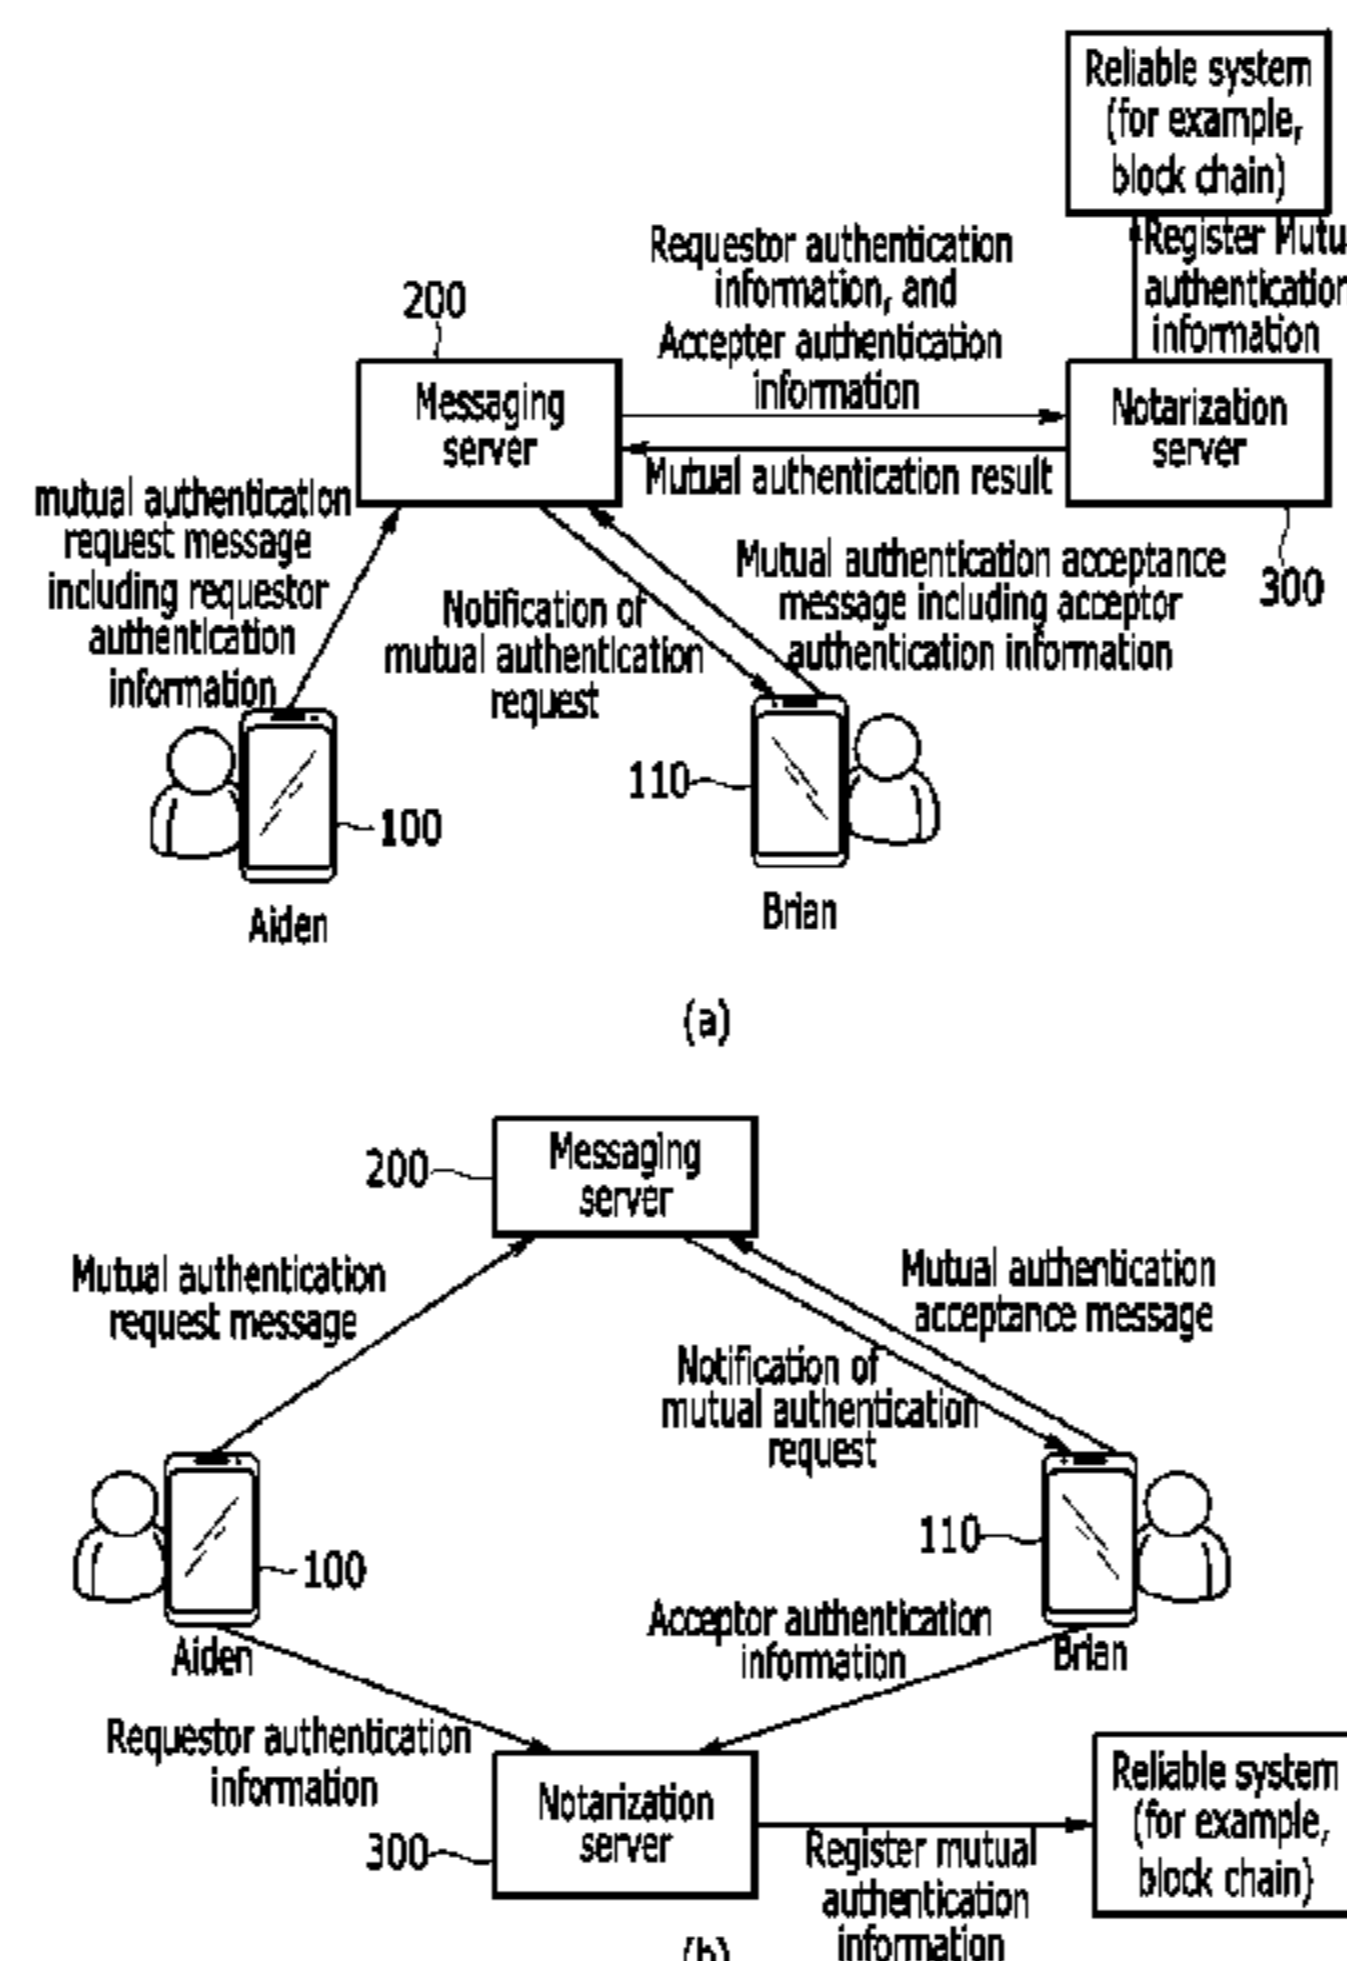 Reliable system
(for example,
block chain)
Register Mutu
authentication
information
Requestor authentication
information, and
Accepter authentication
information
200
Messaging
server
Notarization
server
Mutual authentication result
300
mutual authentication
request message
including requestor
authentication
information
Notification of
mutual authentication
request
Mutual authentication acceptance
message including acceptor
authentication information
100
Aiden
110
Brian
(a)
Messaging
server
200
Mutual authentication
request message
Mutual authentication
acceptance message
Notification of
mutual authentication
request
100
Aiden
110
Brian
Acceptor authentication
information
Requestor authentication
information
Notarization
server
300
Register mutual
authentication
information
Reliable system
(for example,
block chain)
(b)